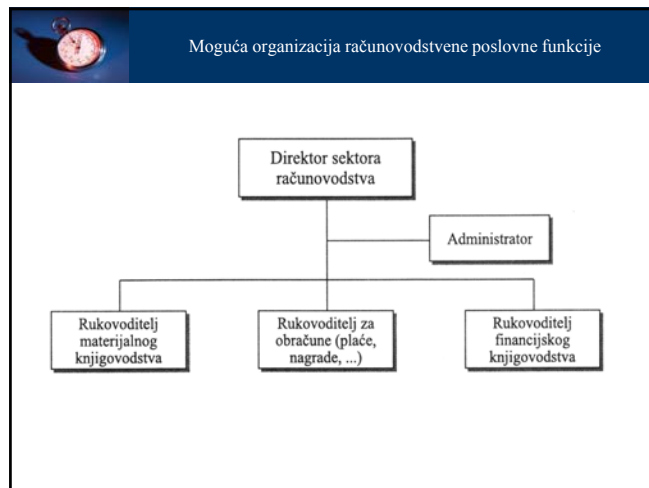 Moguća organizacija računovodstvene poslovne funkcije
Direktor sektora
računovodstva
Administrator
Rukovoditelj
materijalnog
knjigovodstva
Rukovoditelj za
obračune (plaće,
nagrade, ...)
Rukovoditelj
financijskog
knjigovodstva